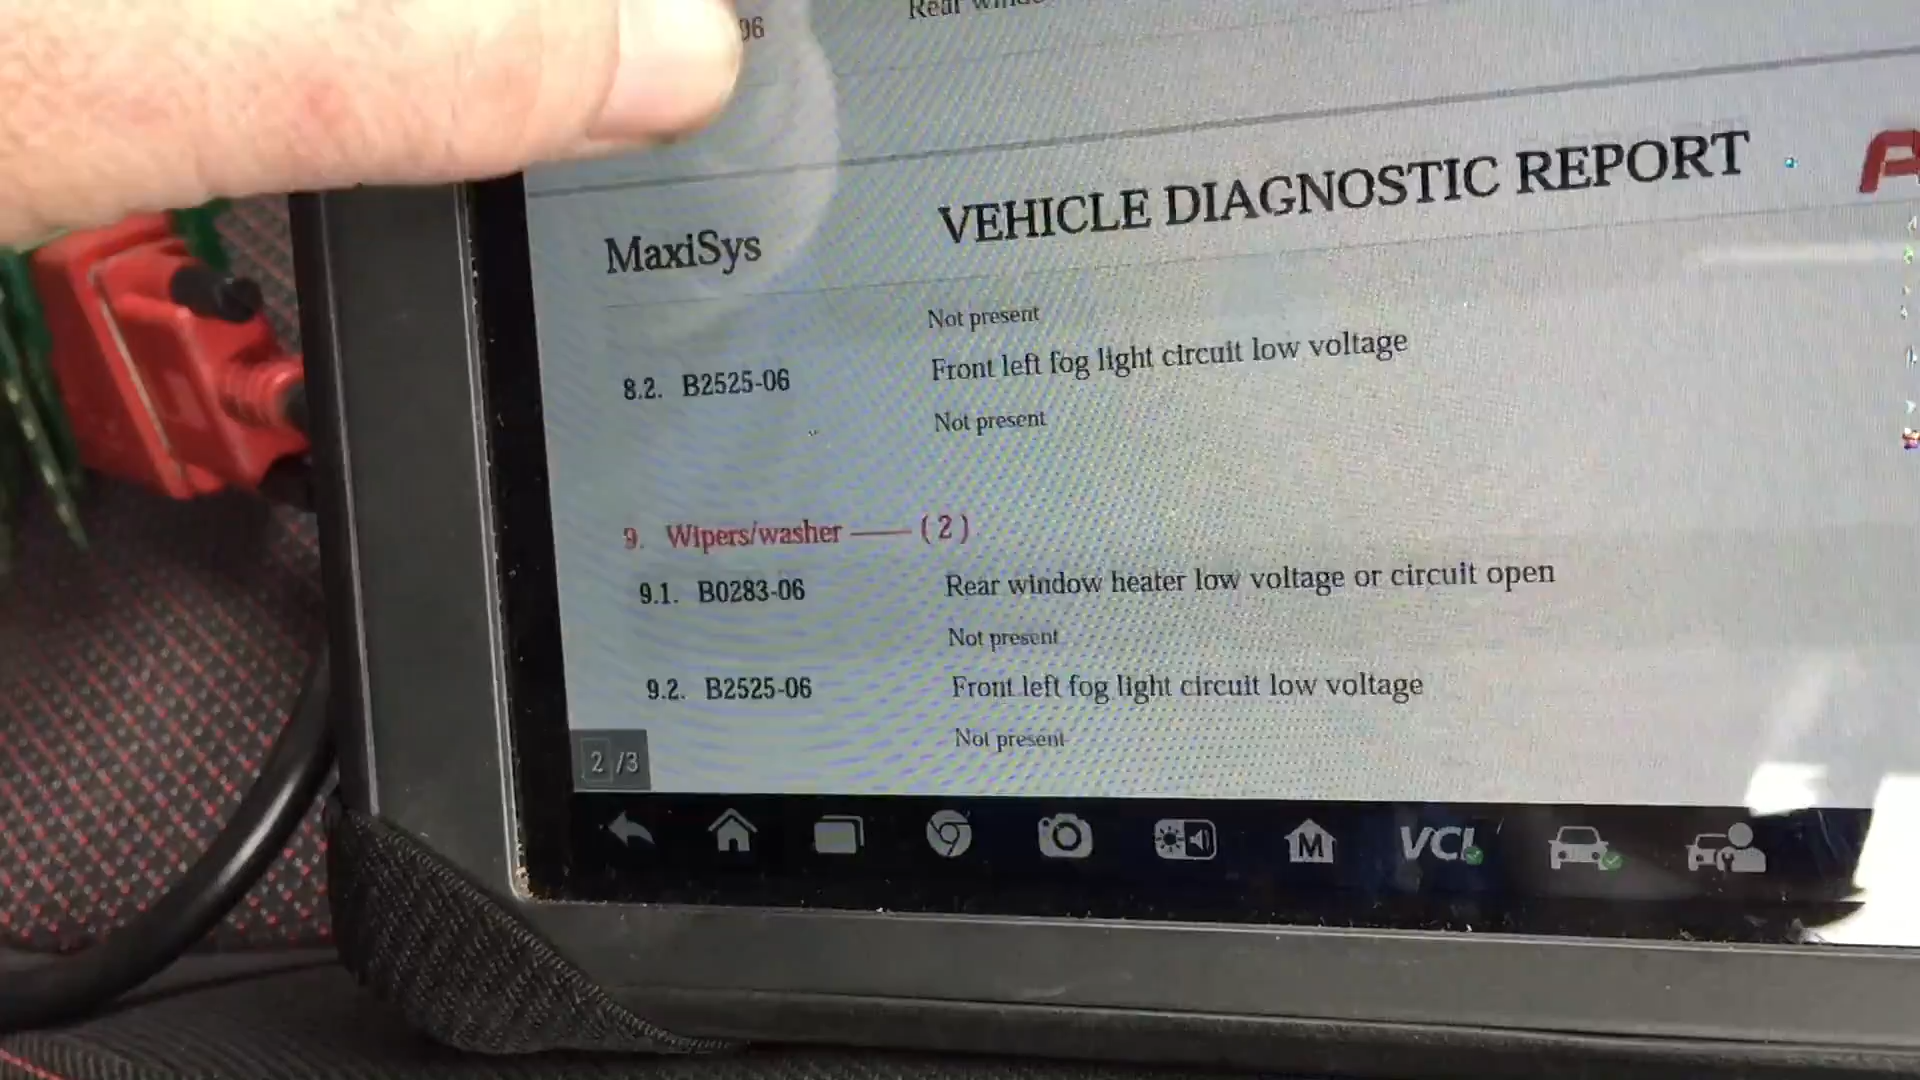 06
Rear
VEHICLE DIAGNOSTIC REPORT
MaxiSys
Not present
8.2. B2525-06 Front left fog light circuit low voltage
Not present
9. Wipers/washer —— ( 2 )
9.1. B0283-06 Rear window heater low voltage or circuit open
Not present
9.2. B2525-06 Front left fog light circuit low voltage
Not present
2 /3
M VCI